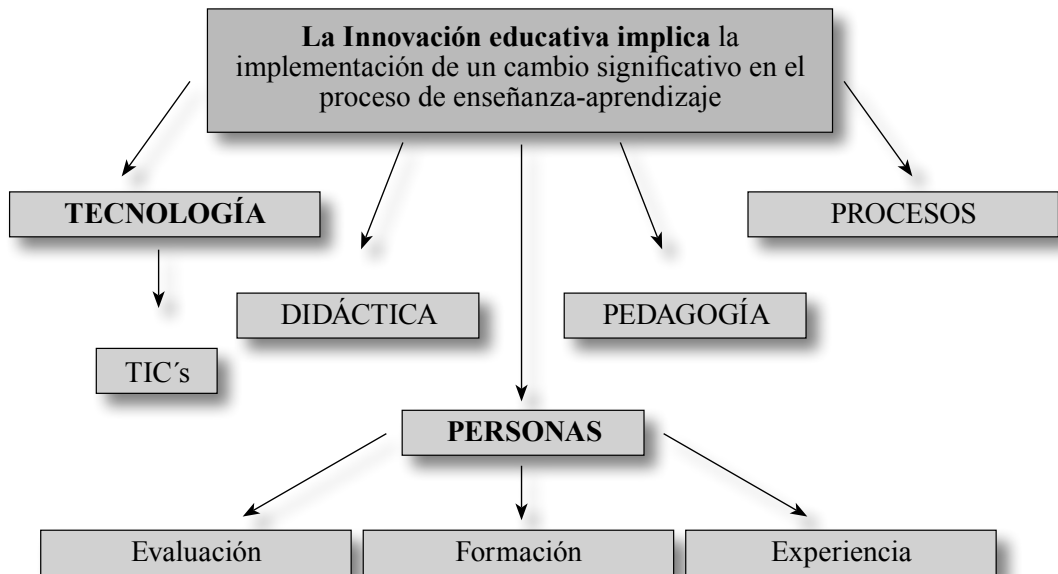 La Innovación educativa implica la
implementación de un cambio significativo en el
proceso de enseñanza-aprendizaje
TECNOLOGÍA
PROCESOS
DIDÁCTICA
PEDAGOGÍA
TIC´s
PERSONAS
Evaluación
Formación
Experiencia